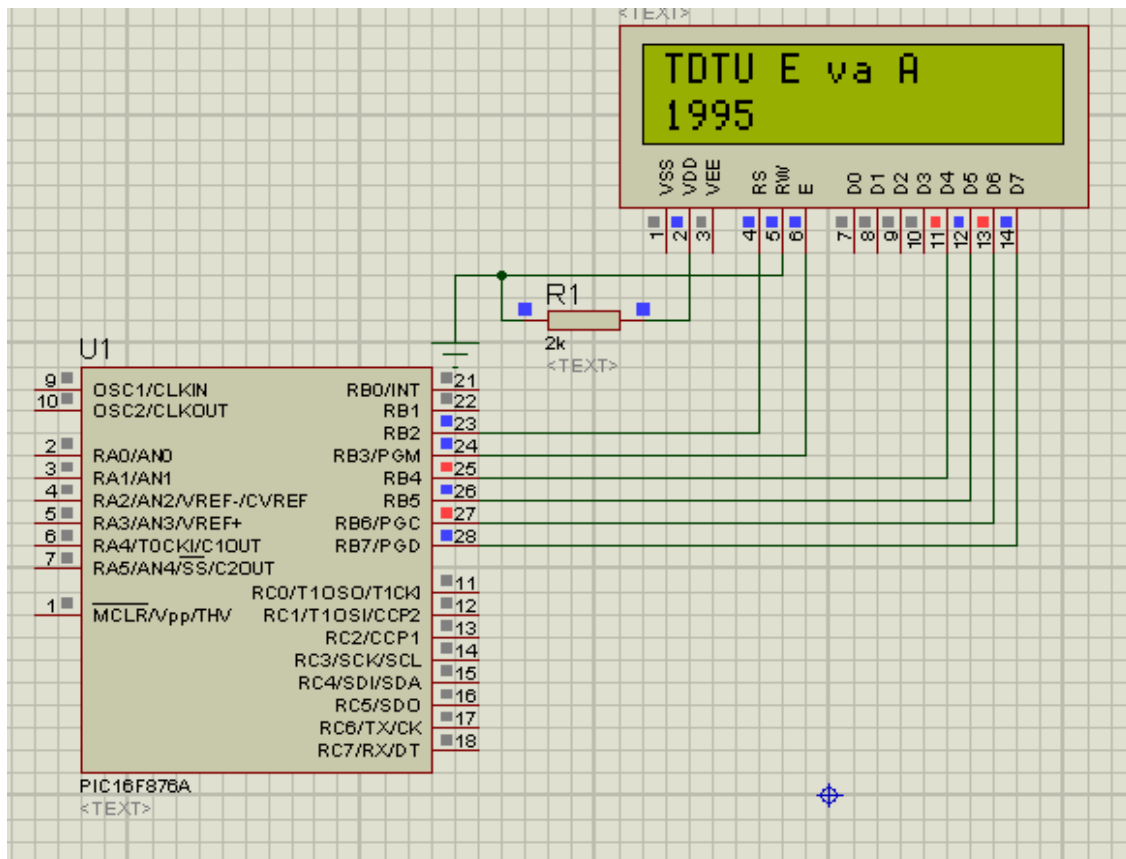 <TEXT>
TDTU E va A
1995
VSS VDD VEE RS RW E D0 D1 D2 D3 D4 D5 D6 D7
1 2 3 4 5 6 7 8 9 10 11 12 13 14
R1
2k
<TEXT>
U1
9 OSC1/CLKIN RB0/INT 21
10 OSC2/CLKOUT RB1 22
RB2 23
2 RA0/AN0 RB3/PGM 24
3 RA1/AN1 RB4 25
4 RA2/AN2/VREF-/CVREF RB5 26
5 RA3/AN3/VREF+ RB6/PGC 27
6 RA4/T0CKI/C1OUT RB7/PGD 28
7 RA5/AN4/SS/C2OUT
RC0/T1OSO/T1CKI 11
1 MCLR/Vpp/THV RC1/T1OSI/CCP2 12
RC2/CCP1 13
RC3/SCK/SCL 14
RC4/SDI/SDA 15
RC5/SDO 16
RC6/TX/CK 17
RC7/RX/DT 18
PIC16F876A
<TEXT>